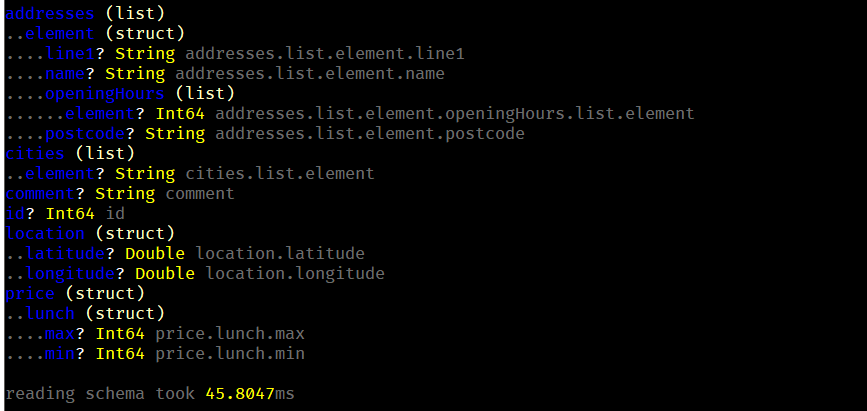 addresses (list)
..element (struct)
....line1? String addresses.list.element.line1
....name? String addresses.list.element.name
....openingHours (list)
......element? Int64 addresses.list.element.openingHours.list.element
....postcode? String addresses.list.element.postcode
cities (list)
..element? String cities.list.element
comment? String comment
id? Int64 id
location (struct)
..latitude? Double location.latitude
..longitude? Double location.longitude
price (struct)
..lunch (struct)
....max? Int64 price.lunch.max
....min? Int64 price.lunch.min
reading schema took 45.8047ms